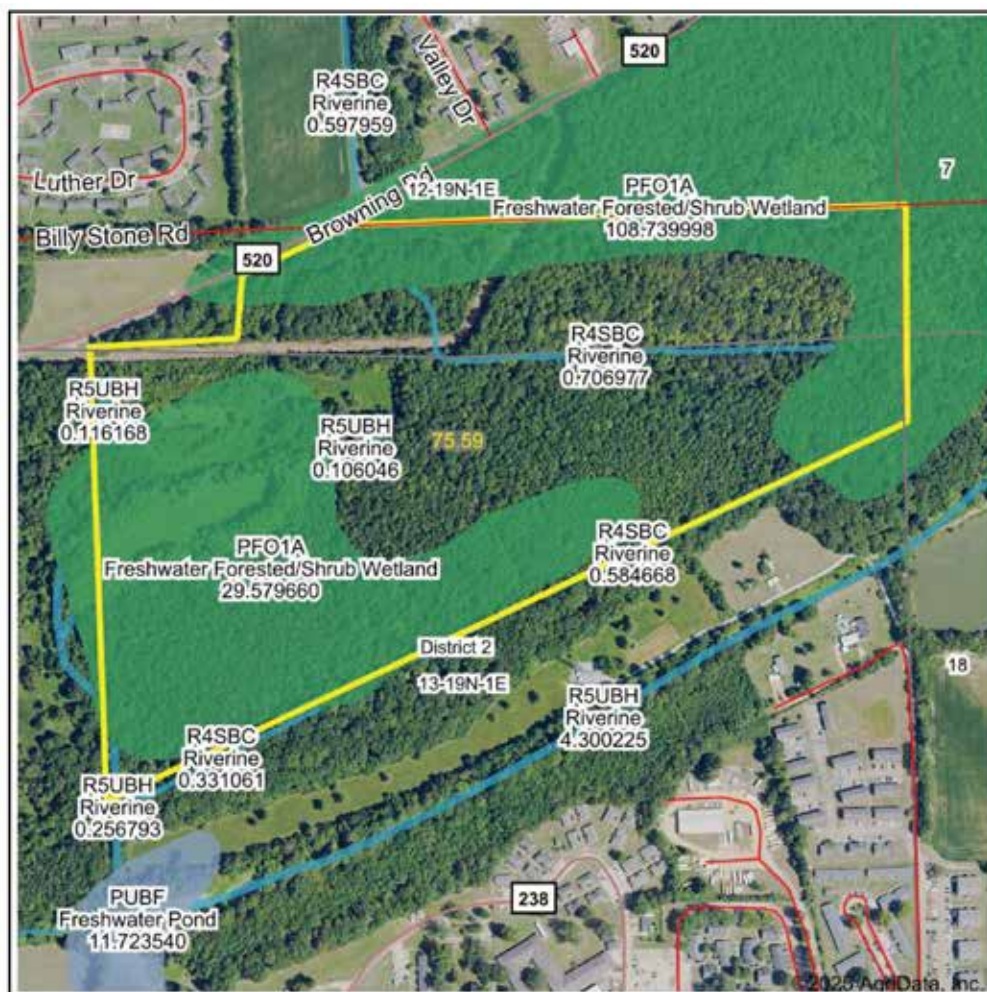 520
Valley Dr
R4SBC
Riverine
0.597959
7
Luther Dr
12-19N-1E
PFO1A
Freshwater Forested/Shrub Wetland
108.739998
Browning Rd
Billy Stone Rd
520
R4SBC
Riverine
0.706977
R5UBH
Riverine
0.116168
R5UBH
Riverine
0.106046
75.59
PFO1A
Freshwater Forested/Shrub Wetland
29.579660
R4SBC
Riverine
0.584668
District 2
13-19N-1E
18
R5UBH
Riverine
4.300225
R4SBC
Riverine
0.331061
R5UBH
Riverine
0.256793
PUBF
Freshwater Pond
11.723540
238
©2025 AgriData, Inc.